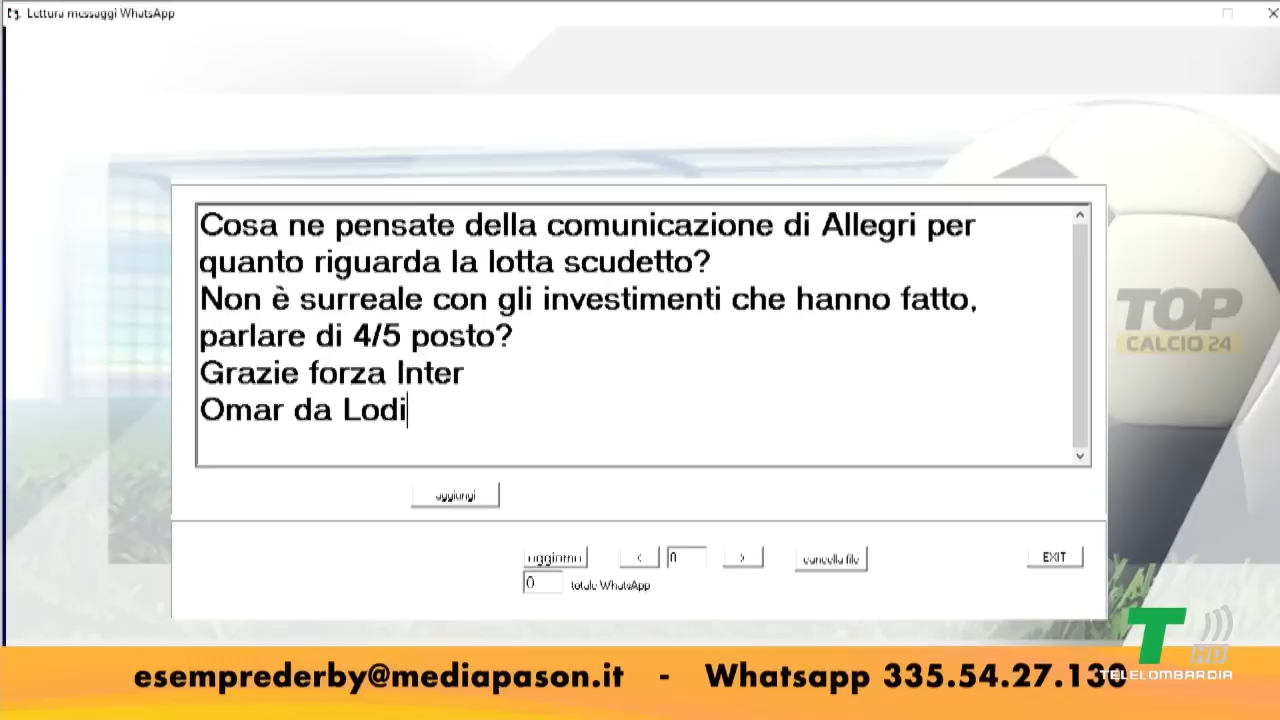 Lettura messaggi WhatsApp
Cosa ne pensate della comunicazione di Allegri per
quanto riguarda la lotta scudetto?
Non è surreale con gli investimenti che hanno fatto,
parlare di 4/5 posto?
Grazie forza Inter
Omar da Lodi
TOP
CALCIO 24
aggiungi
aggiorna < 0 > cancella file EXIT
0 totale WhatsApp
T HD
TELELOMBARDIA
esemprederby@mediapason.it - Whatsapp 335.54.27.130